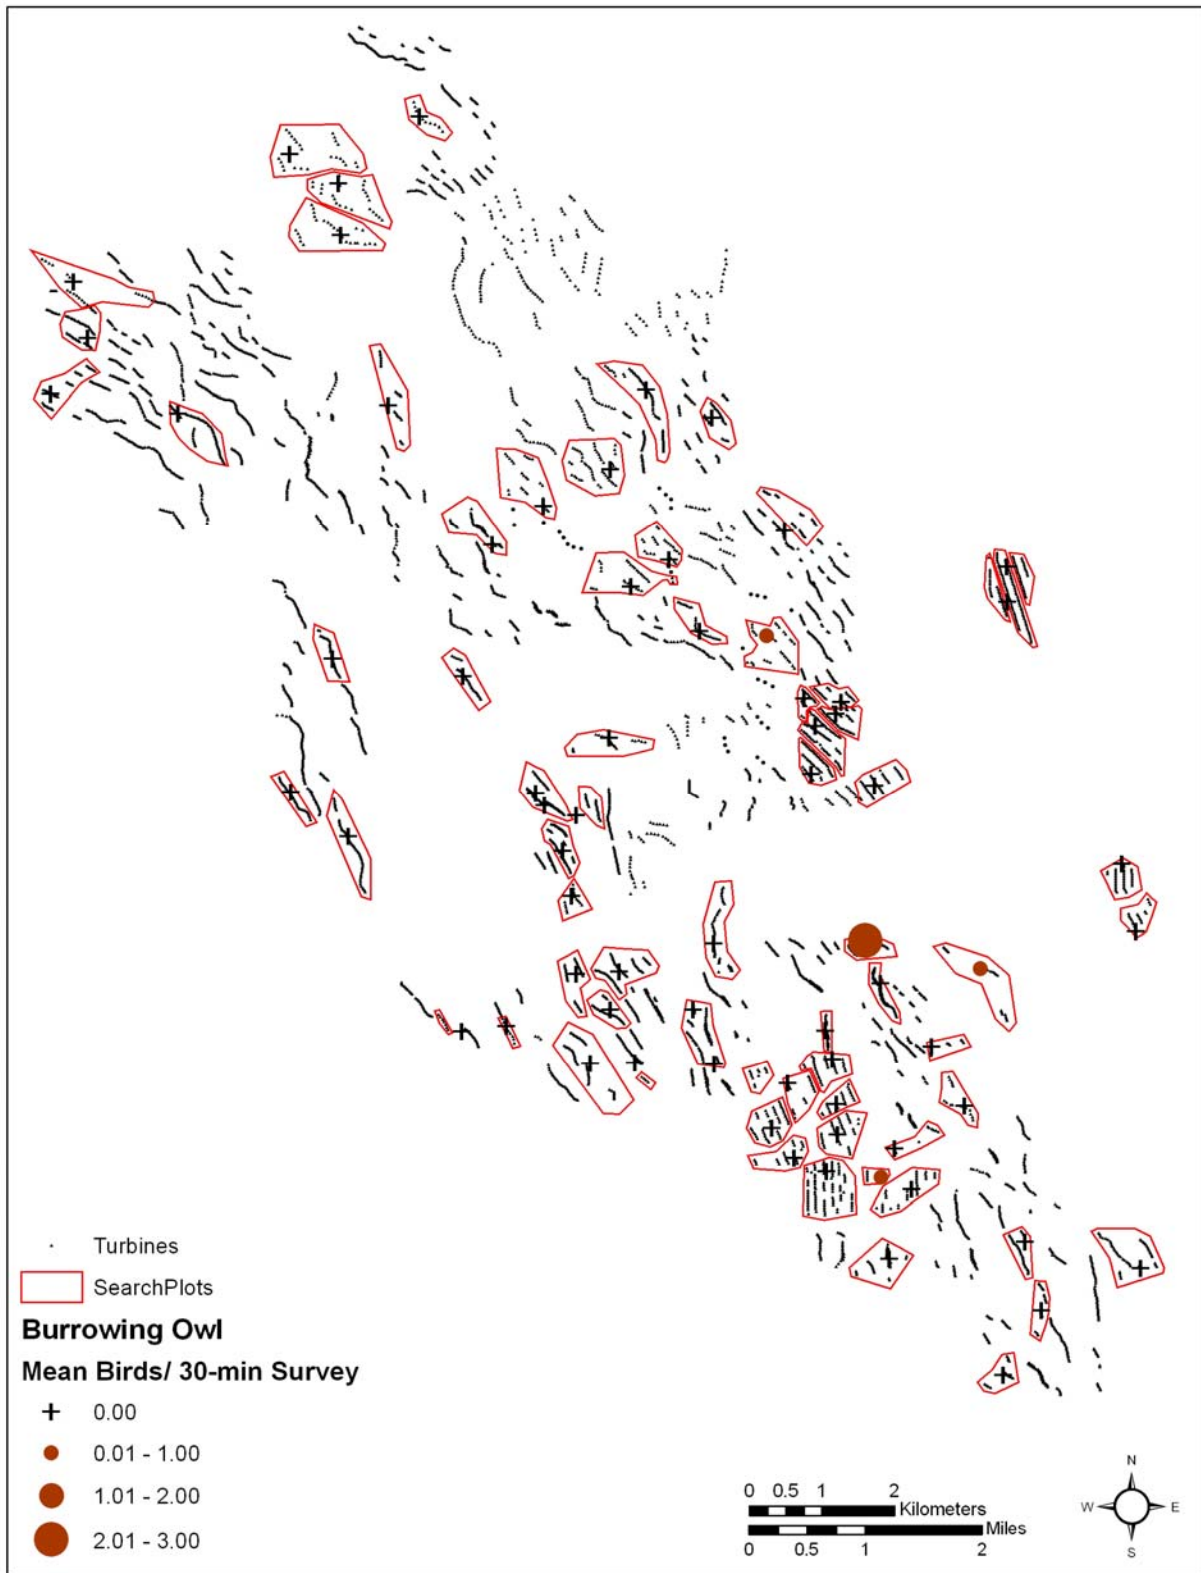 Turbines
SearchPlots
Burrowing Owl
Mean Birds/ 30-min Survey
0.00
0.01 - 1.00
1.01 - 2.00
2.01 - 3.00
0 0.5 1 2
Kilometers
Miles
0 0.5 1 2
N
W E
S